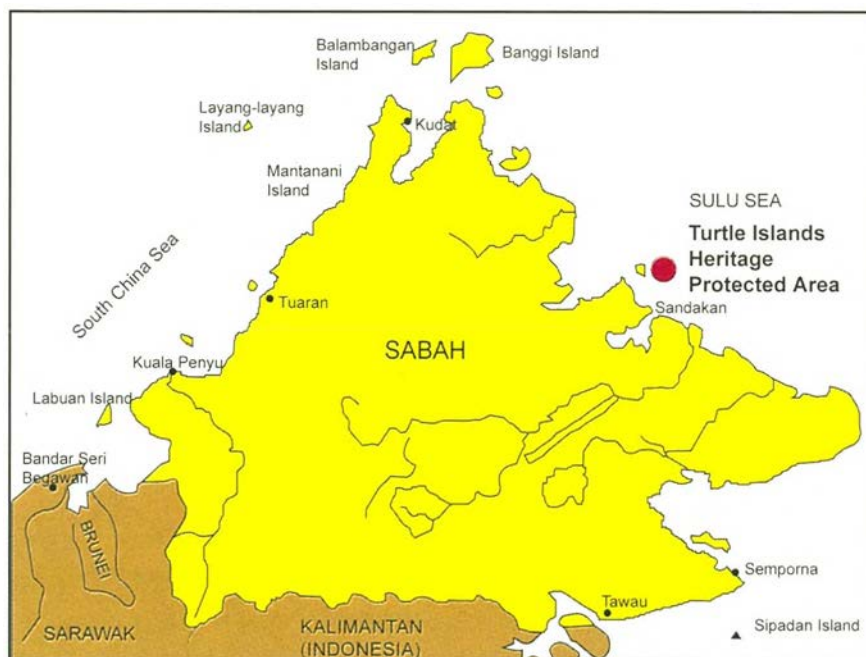 Balambangan
Island
Banggi Island
Layang-layang
Island
Kudat
Mantanani
Island
SULU SEA
Turtle Islands
Heritage
Protected Area
South China Sea
Tuaran
Sandakan
SABAH
Kuala Penyu
Labuan Island
Bandar Seri
Begawan
BRUNEI
Semporna
Tawau
Sipadan Island
SARAWAK
KALIMANTAN
(INDONESIA)